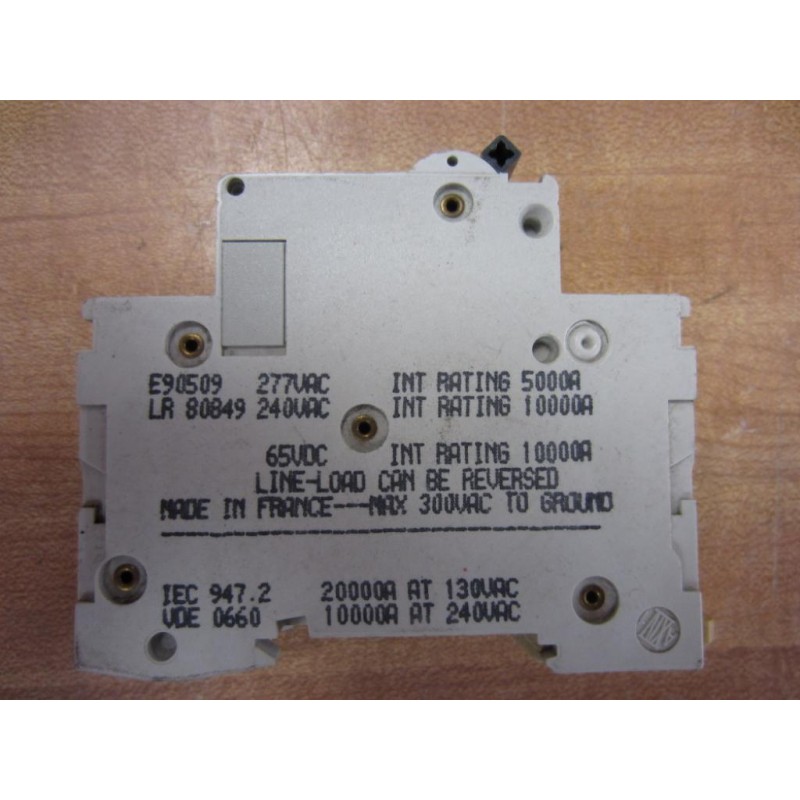 E90509 277VAC INT RATING 5000A
LR 80849 240VAC INT RATING 10000A
65VDC INT RATING 10000A
LINE-LOAD CAN BE REVERSED
MADE IN FRANCE---MAX 300VAC TO GROUND
IEC 947.2 20000A AT 130VAC
VDE 0660 10000A AT 240VAC